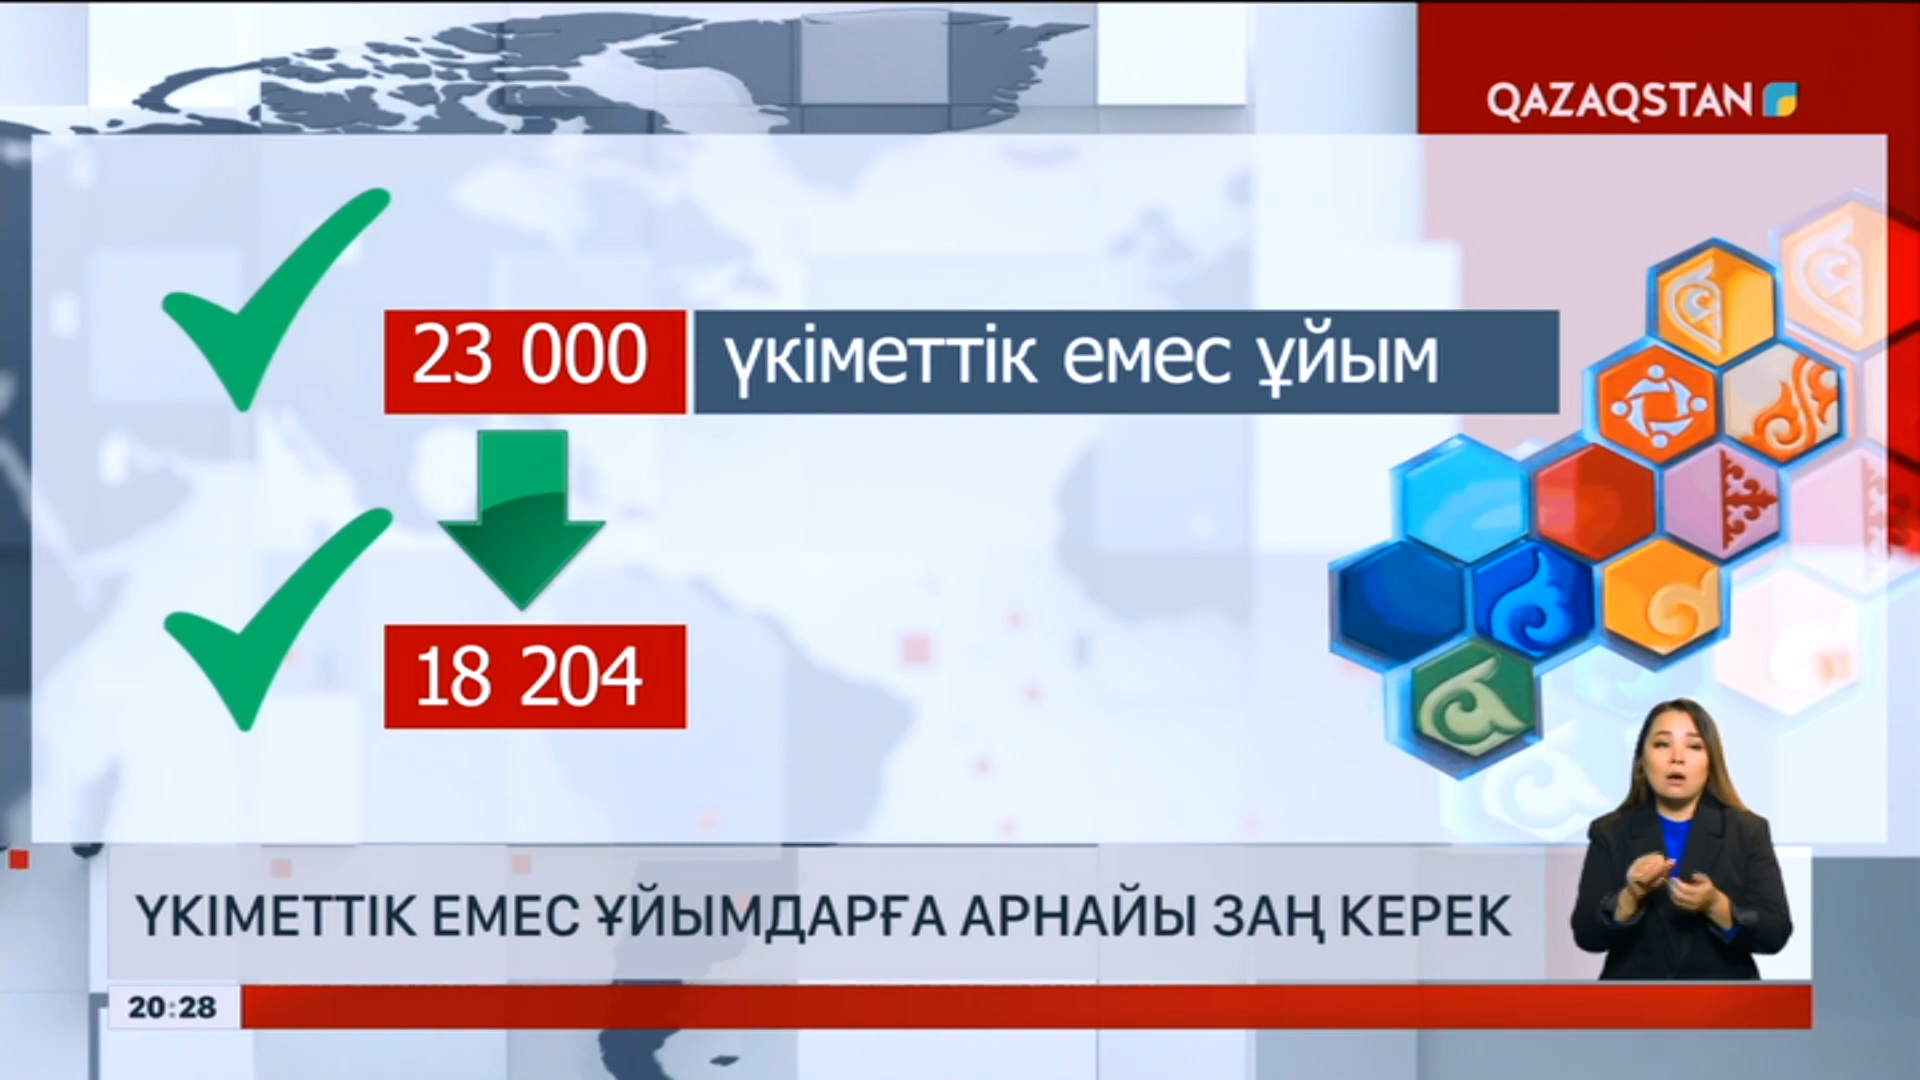 QAZAQSTAN
23 000 үкіметтік емес ұйым
18 204
ҮКІМЕТТІК ЕМЕС ҰЙЫМДАРҒА АРНАЙЫ ЗАҢ КЕРЕК
20:28